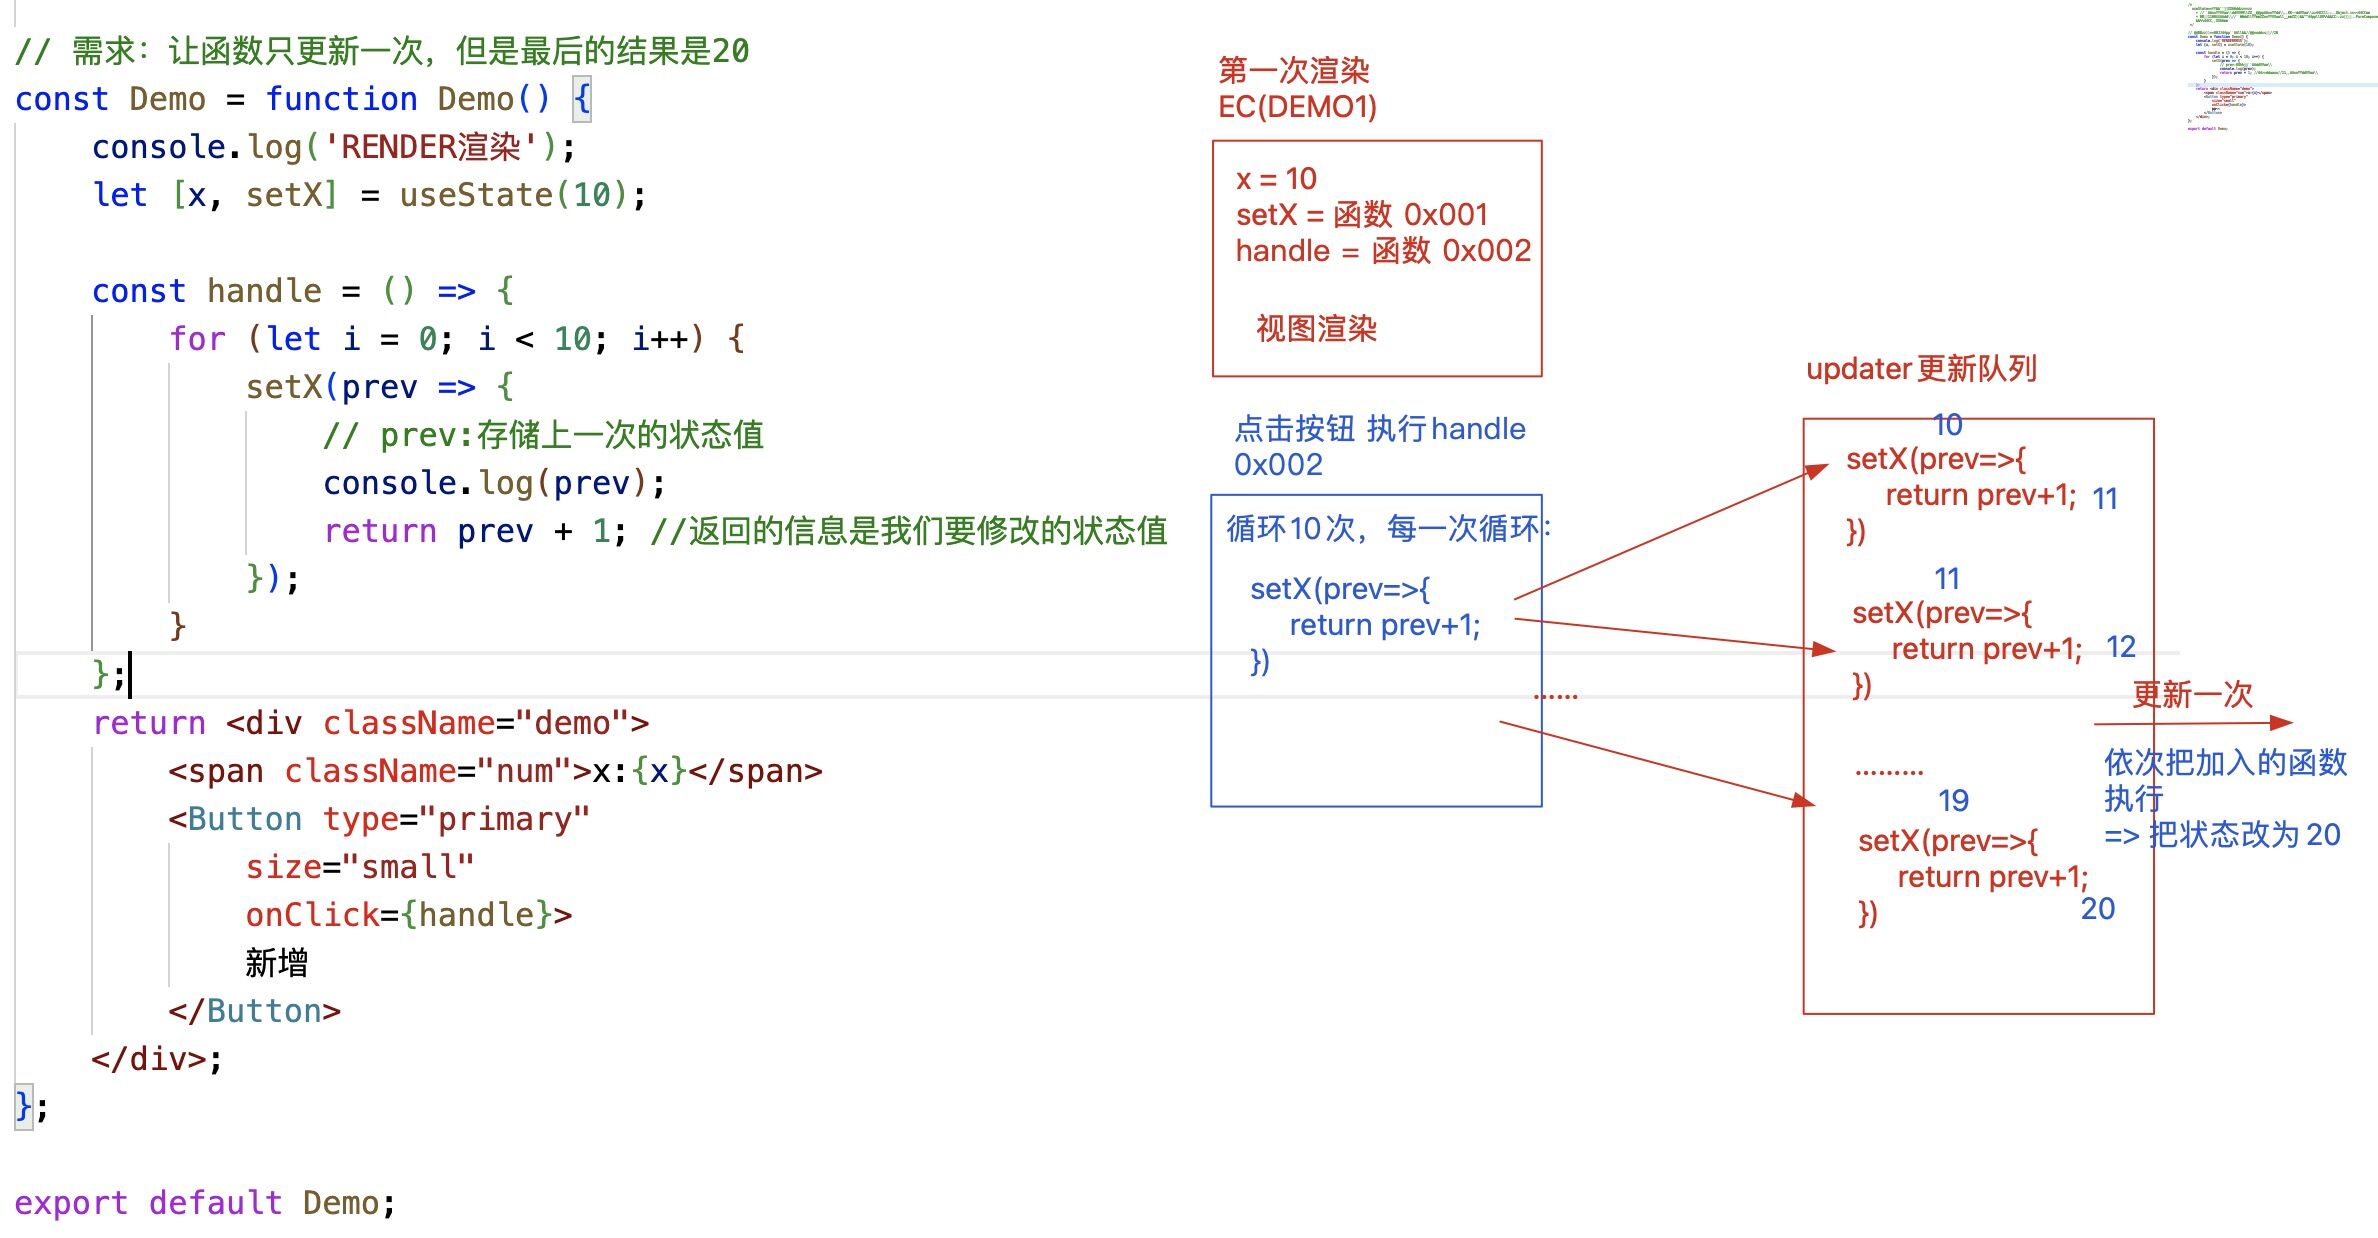 // 需求：让函数只更新一次，但是最后的结果是20
const Demo = function Demo() {
console.log('RENDER渲染');
let [x, setX] = useState(10);
const handle = () => {
for (let i = 0; i < 10; i++) {
setX(prev => {
// prev:存储上一次的状态值
console.log(prev);
return prev + 1; //返回的信息是我们要修改的状态值
});
}
};
return <div className="demo">
<span className="num">x:{x}</span>
<Button type="primary"
size="small"
onClick={handle}>
新增
</Button>
</div>;
};
export default Demo;
第一次渲染
EC(DEMO1)
x = 10
setX = 函数 0x001
handle = 函数 0x002
视图渲染
点击按钮 执行handle
0x002
循环10次，每一次循环：
setX(prev=>{
return prev+1;
})
......
updater更新队列
10
setX(prev=>{
return prev+1; 11
})
11
setX(prev=>{
return prev+1; 12
})
.........
19
setX(prev=>{
return prev+1;
})
20
更新一次
依次把加入的函数
执行
=> 把状态改为20